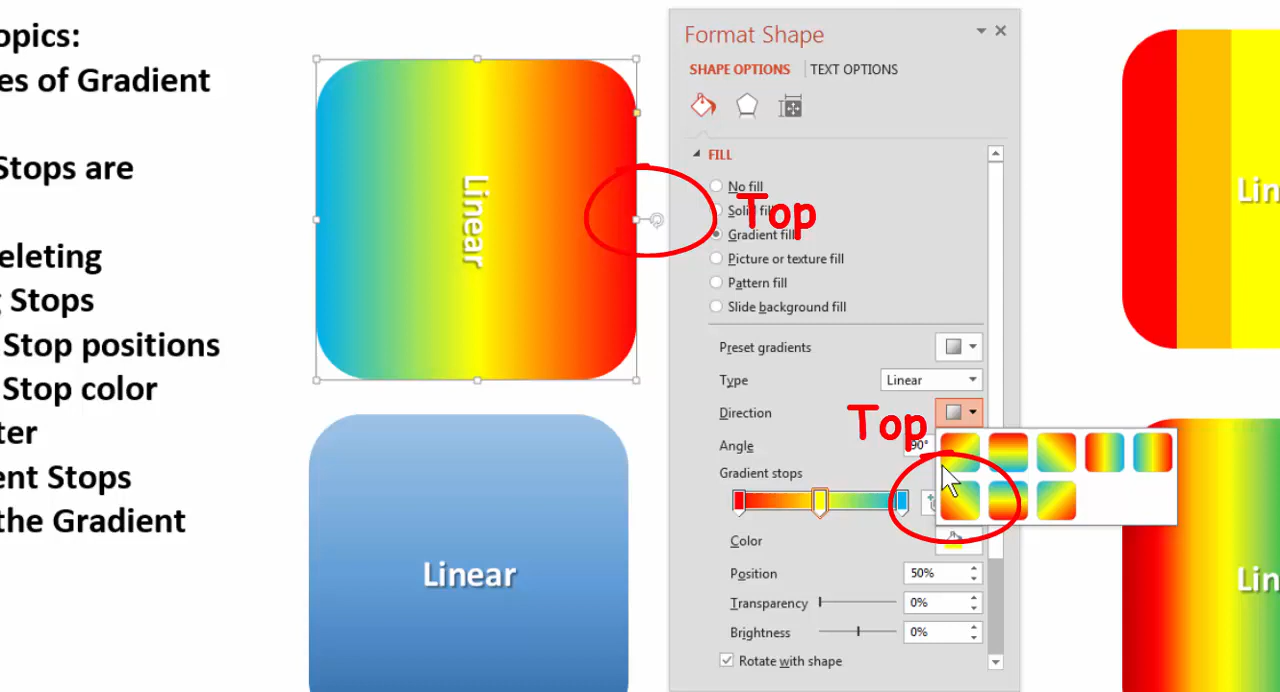 opics:
es of Gradient
Stops are
eleting
g Stops
Stop positions
Stop color
ter
ent Stops
the Gradient
Linear
Linear
Format Shape
SHAPE OPTIONS TEXT OPTIONS
FILL
No fill
Solid fill
Top
Gradient fill
Picture or texture fill
Pattern fill
Slide background fill
Preset gradients
Type Linear
Direction
Top
Angle 90°
Gradient stops
Color
Position 50%
Transparency 0%
Brightness 0%
Rotate with shape
Lin
Lin